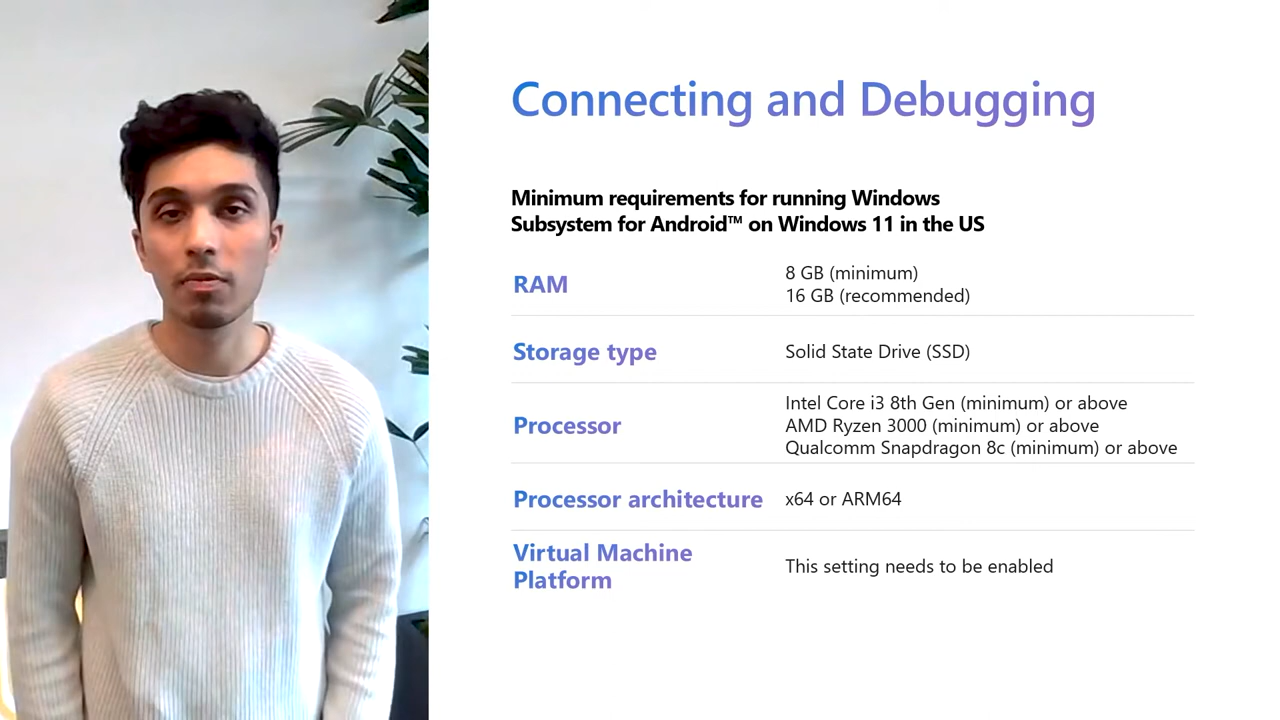 Connecting and Debugging
Minimum requirements for running Windows
Subsystem for Android™ on Windows 11 in the US
RAM
8 GB (minimum)
16 GB (recommended)
Storage type
Solid State Drive (SSD)
Processor
Intel Core i3 8th Gen (minimum) or above
AMD Ryzen 3000 (minimum) or above
Qualcomm Snapdragon 8c (minimum) or above
Processor architecture
x64 or ARM64
Virtual Machine
Platform
This setting needs to be enabled